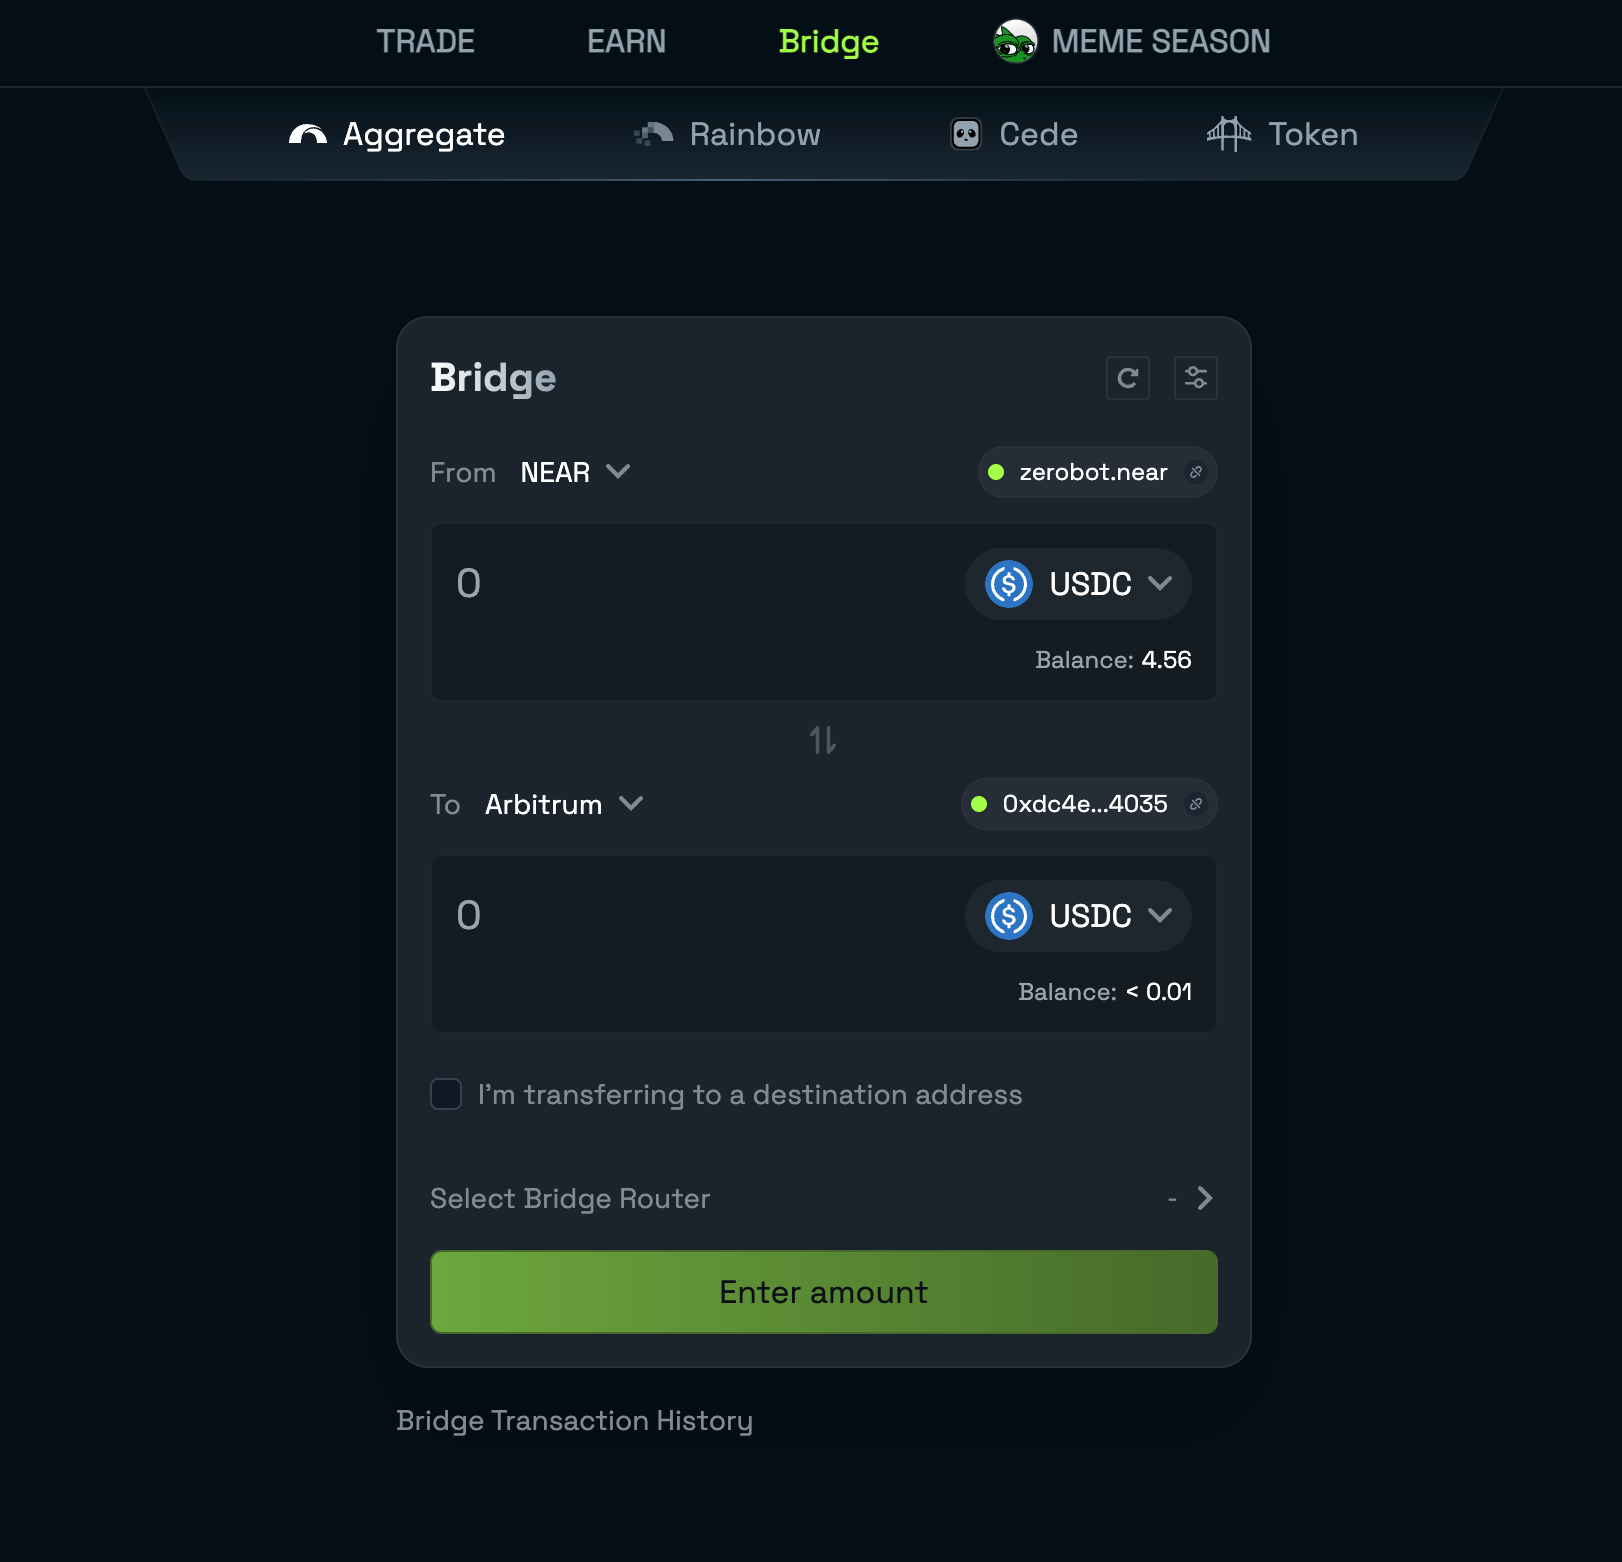 TRADE EARN Bridge MEME SEASON
Aggregate Rainbow Cede Token
Bridge
From NEAR zerobot.near
0 USDC
Balance: 4.56
To Arbitrum 0xdc4e...4035
0 USDC
Balance: < 0.01
I'm transferring to a destination address
Select Bridge Router -
Enter amount
Bridge Transaction History